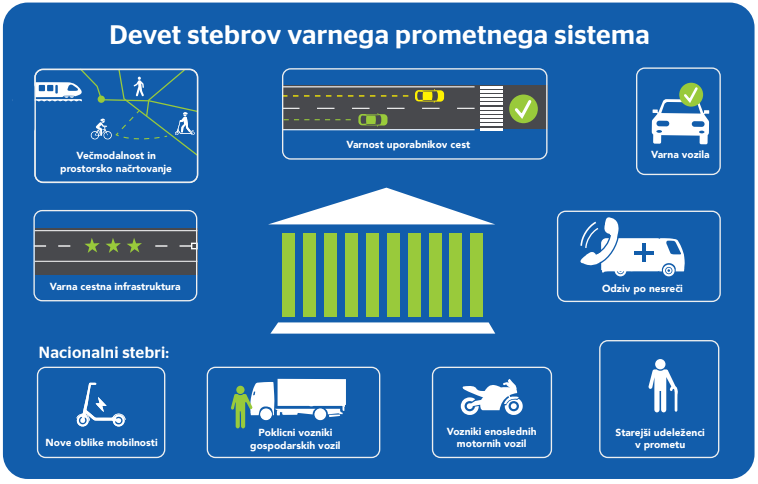 Devet stebrov varnega prometnega sistema
Večmodalnost in
prostorsko načrtovanje
Varnost uporabnikov cest
Varna vozila
Varna cestna infrastruktura
Odziv po nesreči
Nacionalni stebri:
Nove oblike mobilnosti
Poklicni vozniki
gospodarskih vozil
Vozniki enoslednih
motornih vozil
Starejši udeleženci
v prometu